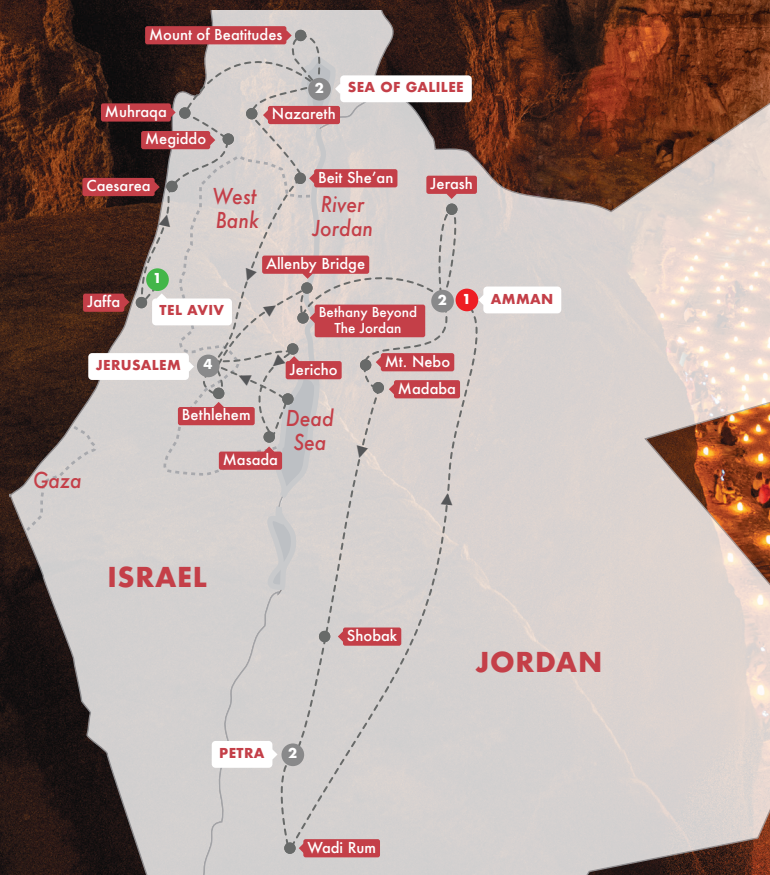 Mount of Beatitudes
2
SEA OF GALILEE
Muhraqa
Nazareth
Megiddo
Caesarea
Beit She'an
Jerash
West
Bank
River
Jordan
Allenby Bridge
1
Jaffa
TEL AVIV
Bethany Beyond
The Jordan
2
1
AMMAN
JERUSALEM
4
Jericho
Mt. Nebo
Madaba
Bethlehem
Dead
Sea
Masada
Gaza
ISRAEL
Shobak
JORDAN
PETRA
2
Wadi Rum